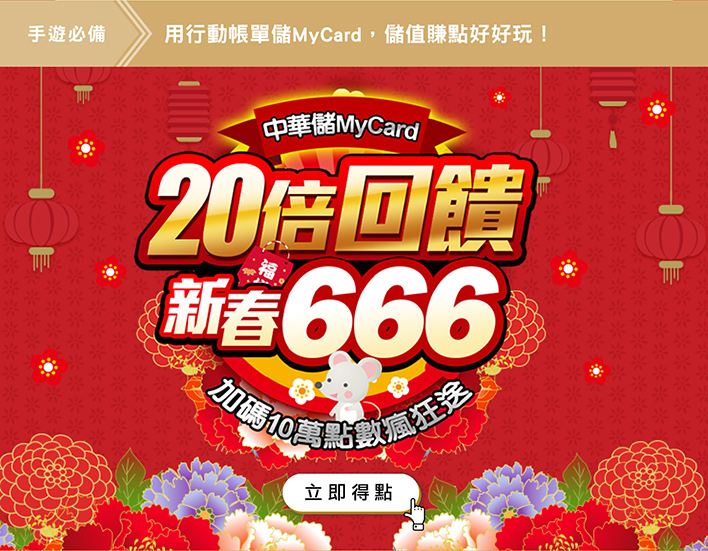 手遊必備
用行動帳單儲MyCard，儲值賺點好好玩！
中華儲MyCard
20倍回饋
福
新春666
加碼10萬點數瘋狂送
立即得點